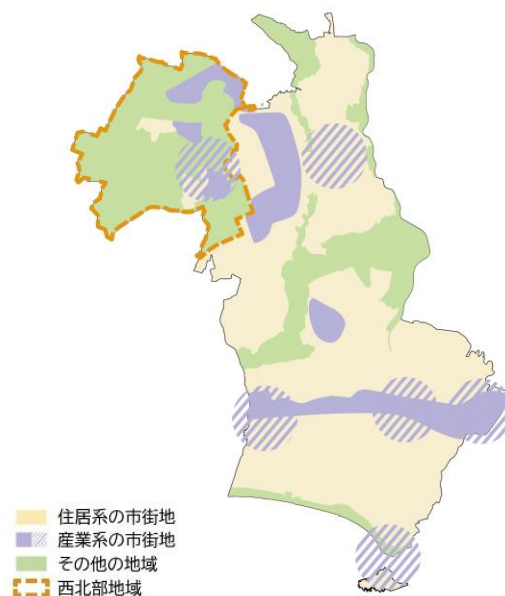 住居系の市街地
産業系の市街地
その他の地域
西北部地域